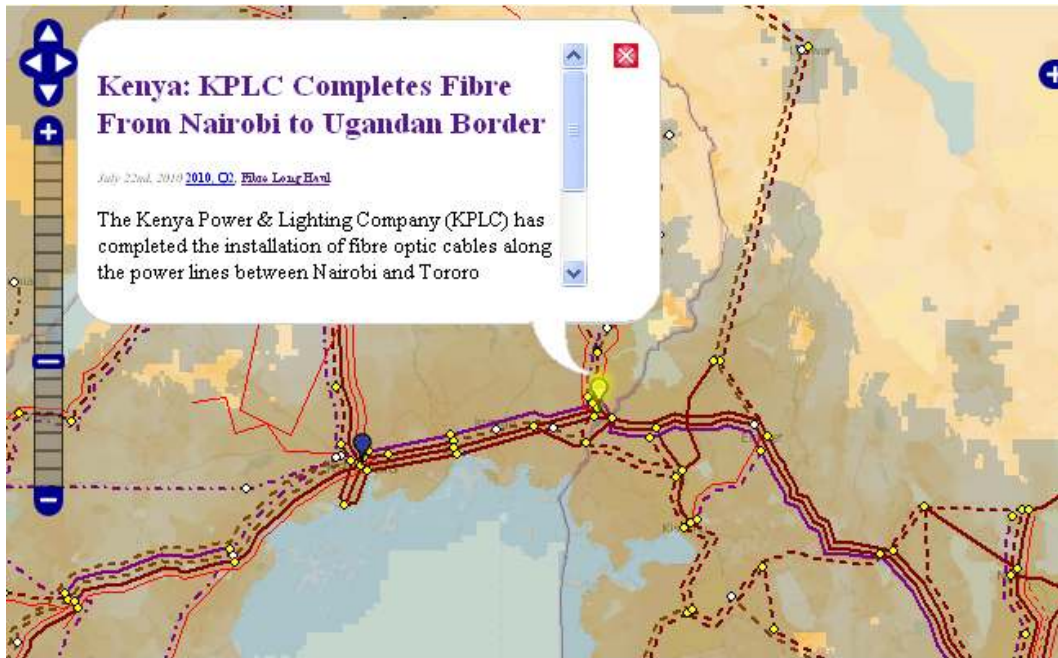 Kenya: KPLC Completes Fibre
From Nairobi to Ugandan Border
July 22nd, 2010 2010, Q2, Fibre Long Haul
The Kenya Power & Lighting Company (KPLC) has
completed the installation of fibre optic cables along
the power lines between Nairobi and Tororo